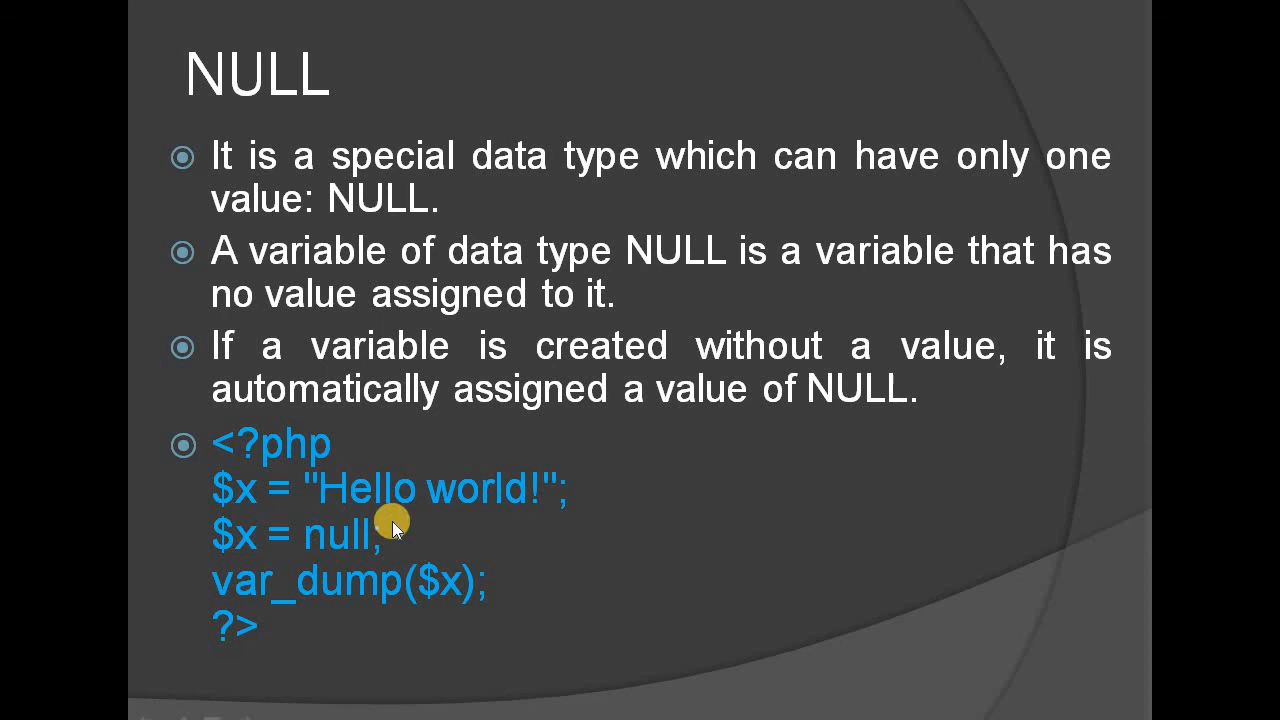 NULL
It is a special data type which can have only one
value: NULL.
A variable of data type NULL is a variable that has
no value assigned to it.
If a variable is created without a value, it is
automatically assigned a value of NULL.
<?php
$x = "Hello world!";
$x = null;
var_dump($x);
?>